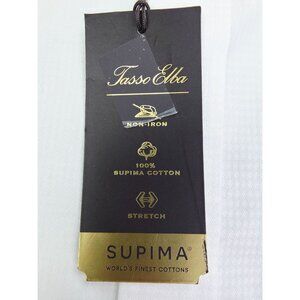 Tasso Elba
NON-IRON
100%
SUPIMA COTTON
STRETCH
SUPIMA®
WORLD'S FINEST COTTONS